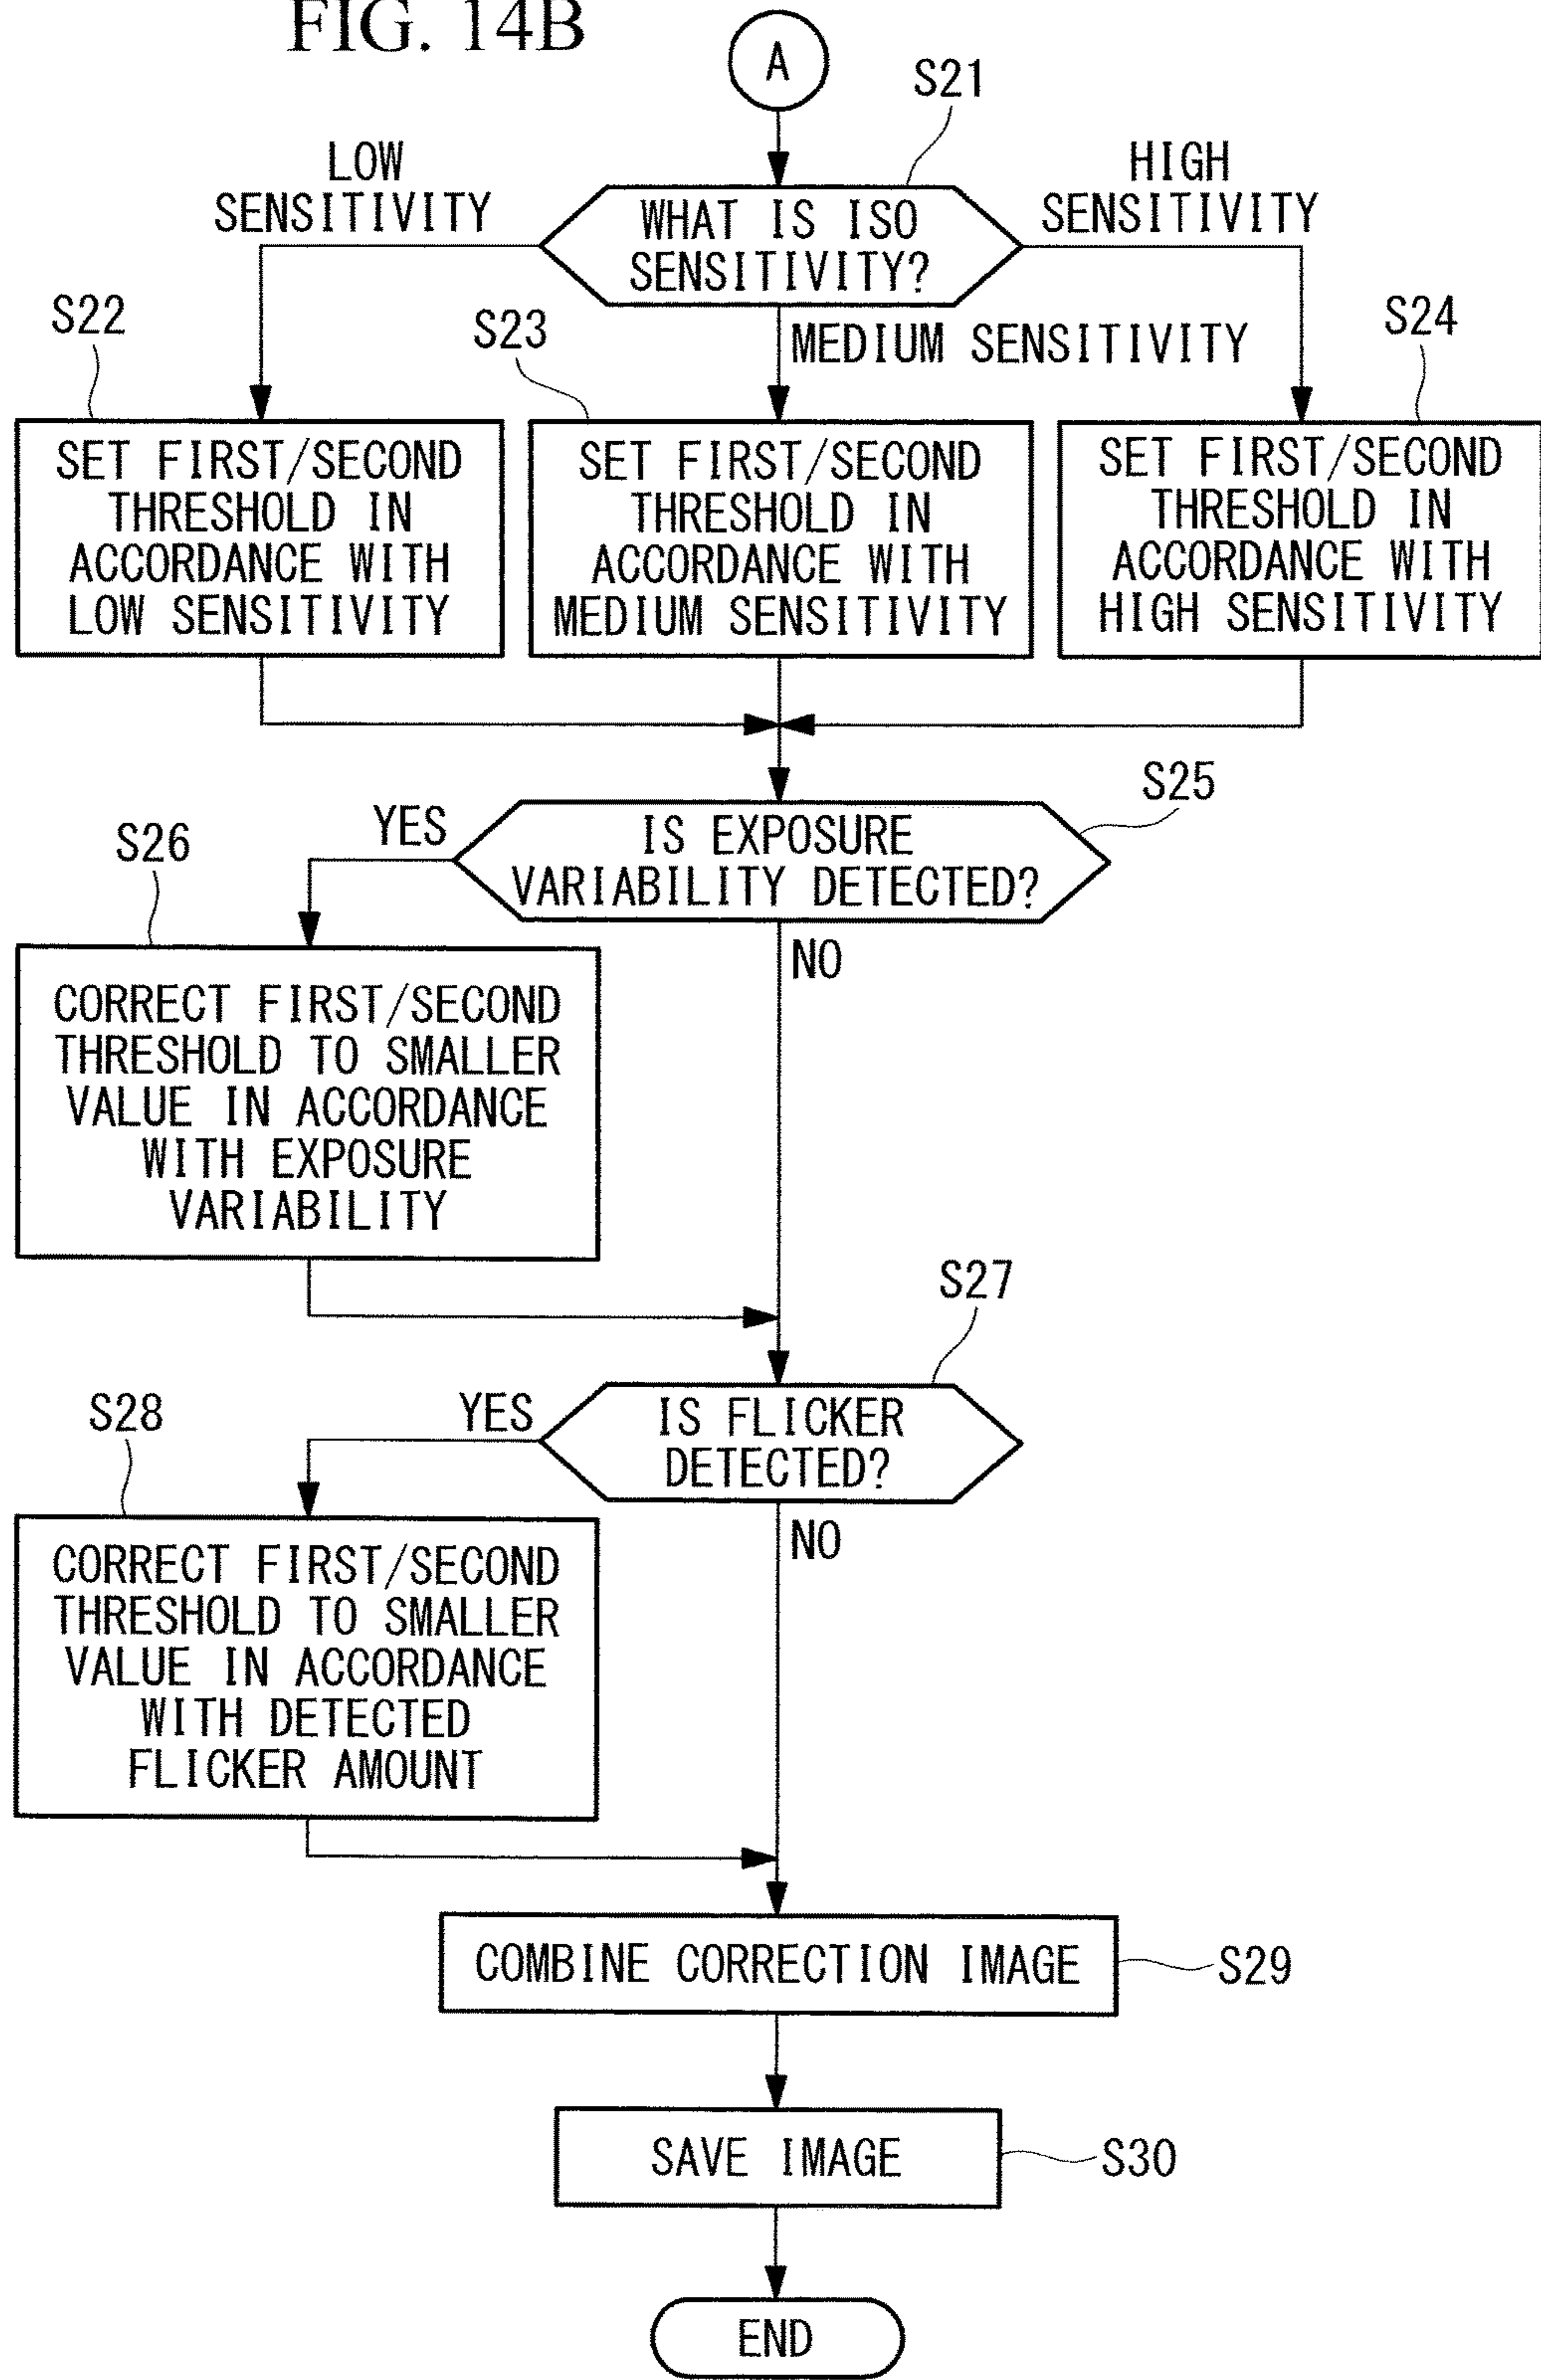 FIG. 14B
A
S21
LOW
SENSITIVITY
HIGH
SENSITIVITY
WHAT IS ISO
SENSITIVITY?
S22
S23
MEDIUM SENSITIVITY
S24
SET FIRST/SECOND
THRESHOLD IN
ACCORDANCE WITH
LOW SENSITIVITY
SET FIRST/SECOND
THRESHOLD IN
ACCORDANCE WITH
MEDIUM SENSITIVITY
SET FIRST/SECOND
THRESHOLD IN
ACCORDANCE WITH
HIGH SENSITIVITY
S25
YES
IS EXPOSURE
VARIABILITY DETECTED?
S26
NO
CORRECT FIRST/SECOND
THRESHOLD TO SMALLER
VALUE IN ACCORDANCE
WITH EXPOSURE
VARIABILITY
S27
YES
IS FLICKER
DETECTED?
S28
NO
CORRECT FIRST/SECOND
THRESHOLD TO SMALLER
VALUE IN ACCORDANCE
WITH DETECTED
FLICKER AMOUNT
COMBINE CORRECTION IMAGE
S29
SAVE IMAGE
S30
END